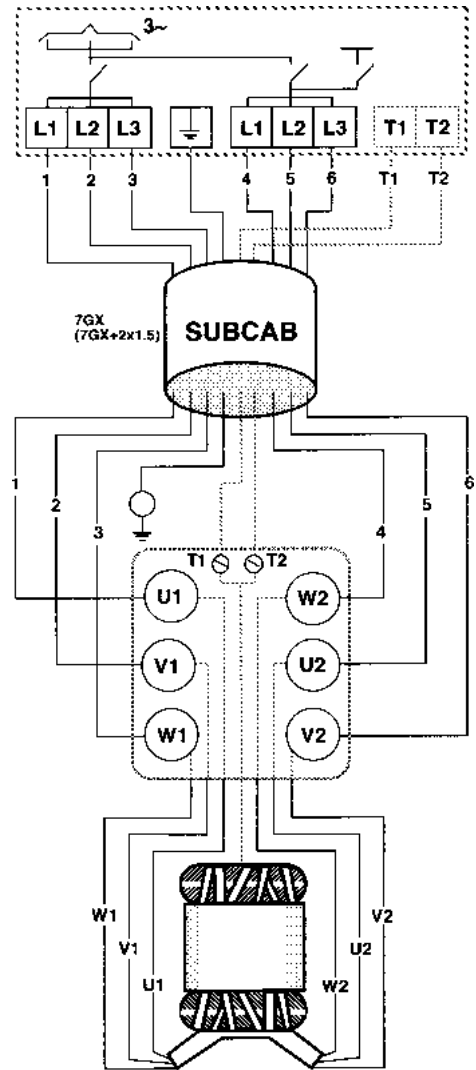 3~
L1 L2 L3 L1 L2 L3 T1 T2
1 2 3 4 5 6 T1 T2
7GX
(7GX+2x1.5)
SUBCAB
1 2 3 4 5 6
T1 T2
U1 W2
V1 U2
W1 V2
W1 V1 U1 W2 U2 V2